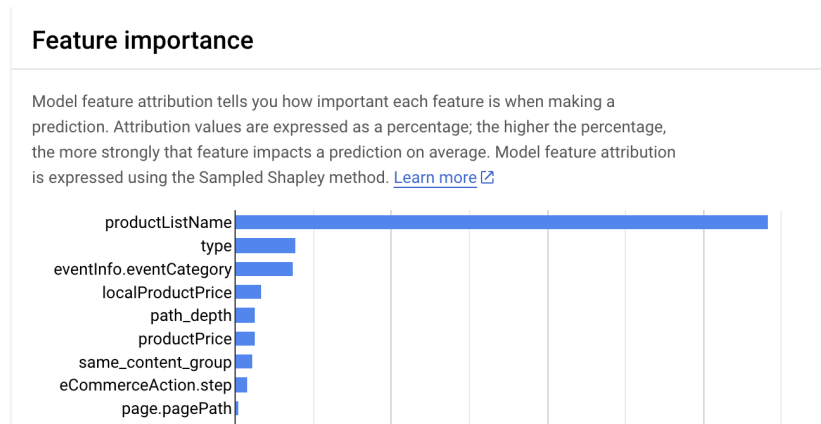 Feature importance
Model feature attribution tells you how important each feature is when making a
prediction. Attribution values are expressed as a percentage; the higher the percentage,
the more strongly that feature impacts a prediction on average. Model feature attribution
is expressed using the Sampled Shapley method. Learn more
productListName
type
eventInfo.eventCategory
localProductPrice
path_depth
productPrice
same_content_group
eCommerceAction.step
page.pagePath